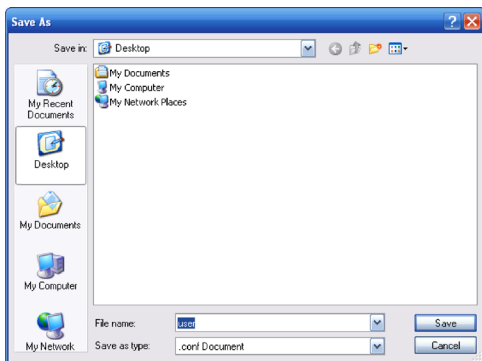 Save As
Save in: Desktop
My Documents
My Computer
My Network Places
My Recent
Documents
Desktop
My Documents
My Computer
My Network
File name: user
Save
Save as type: .conf Document
Cancel